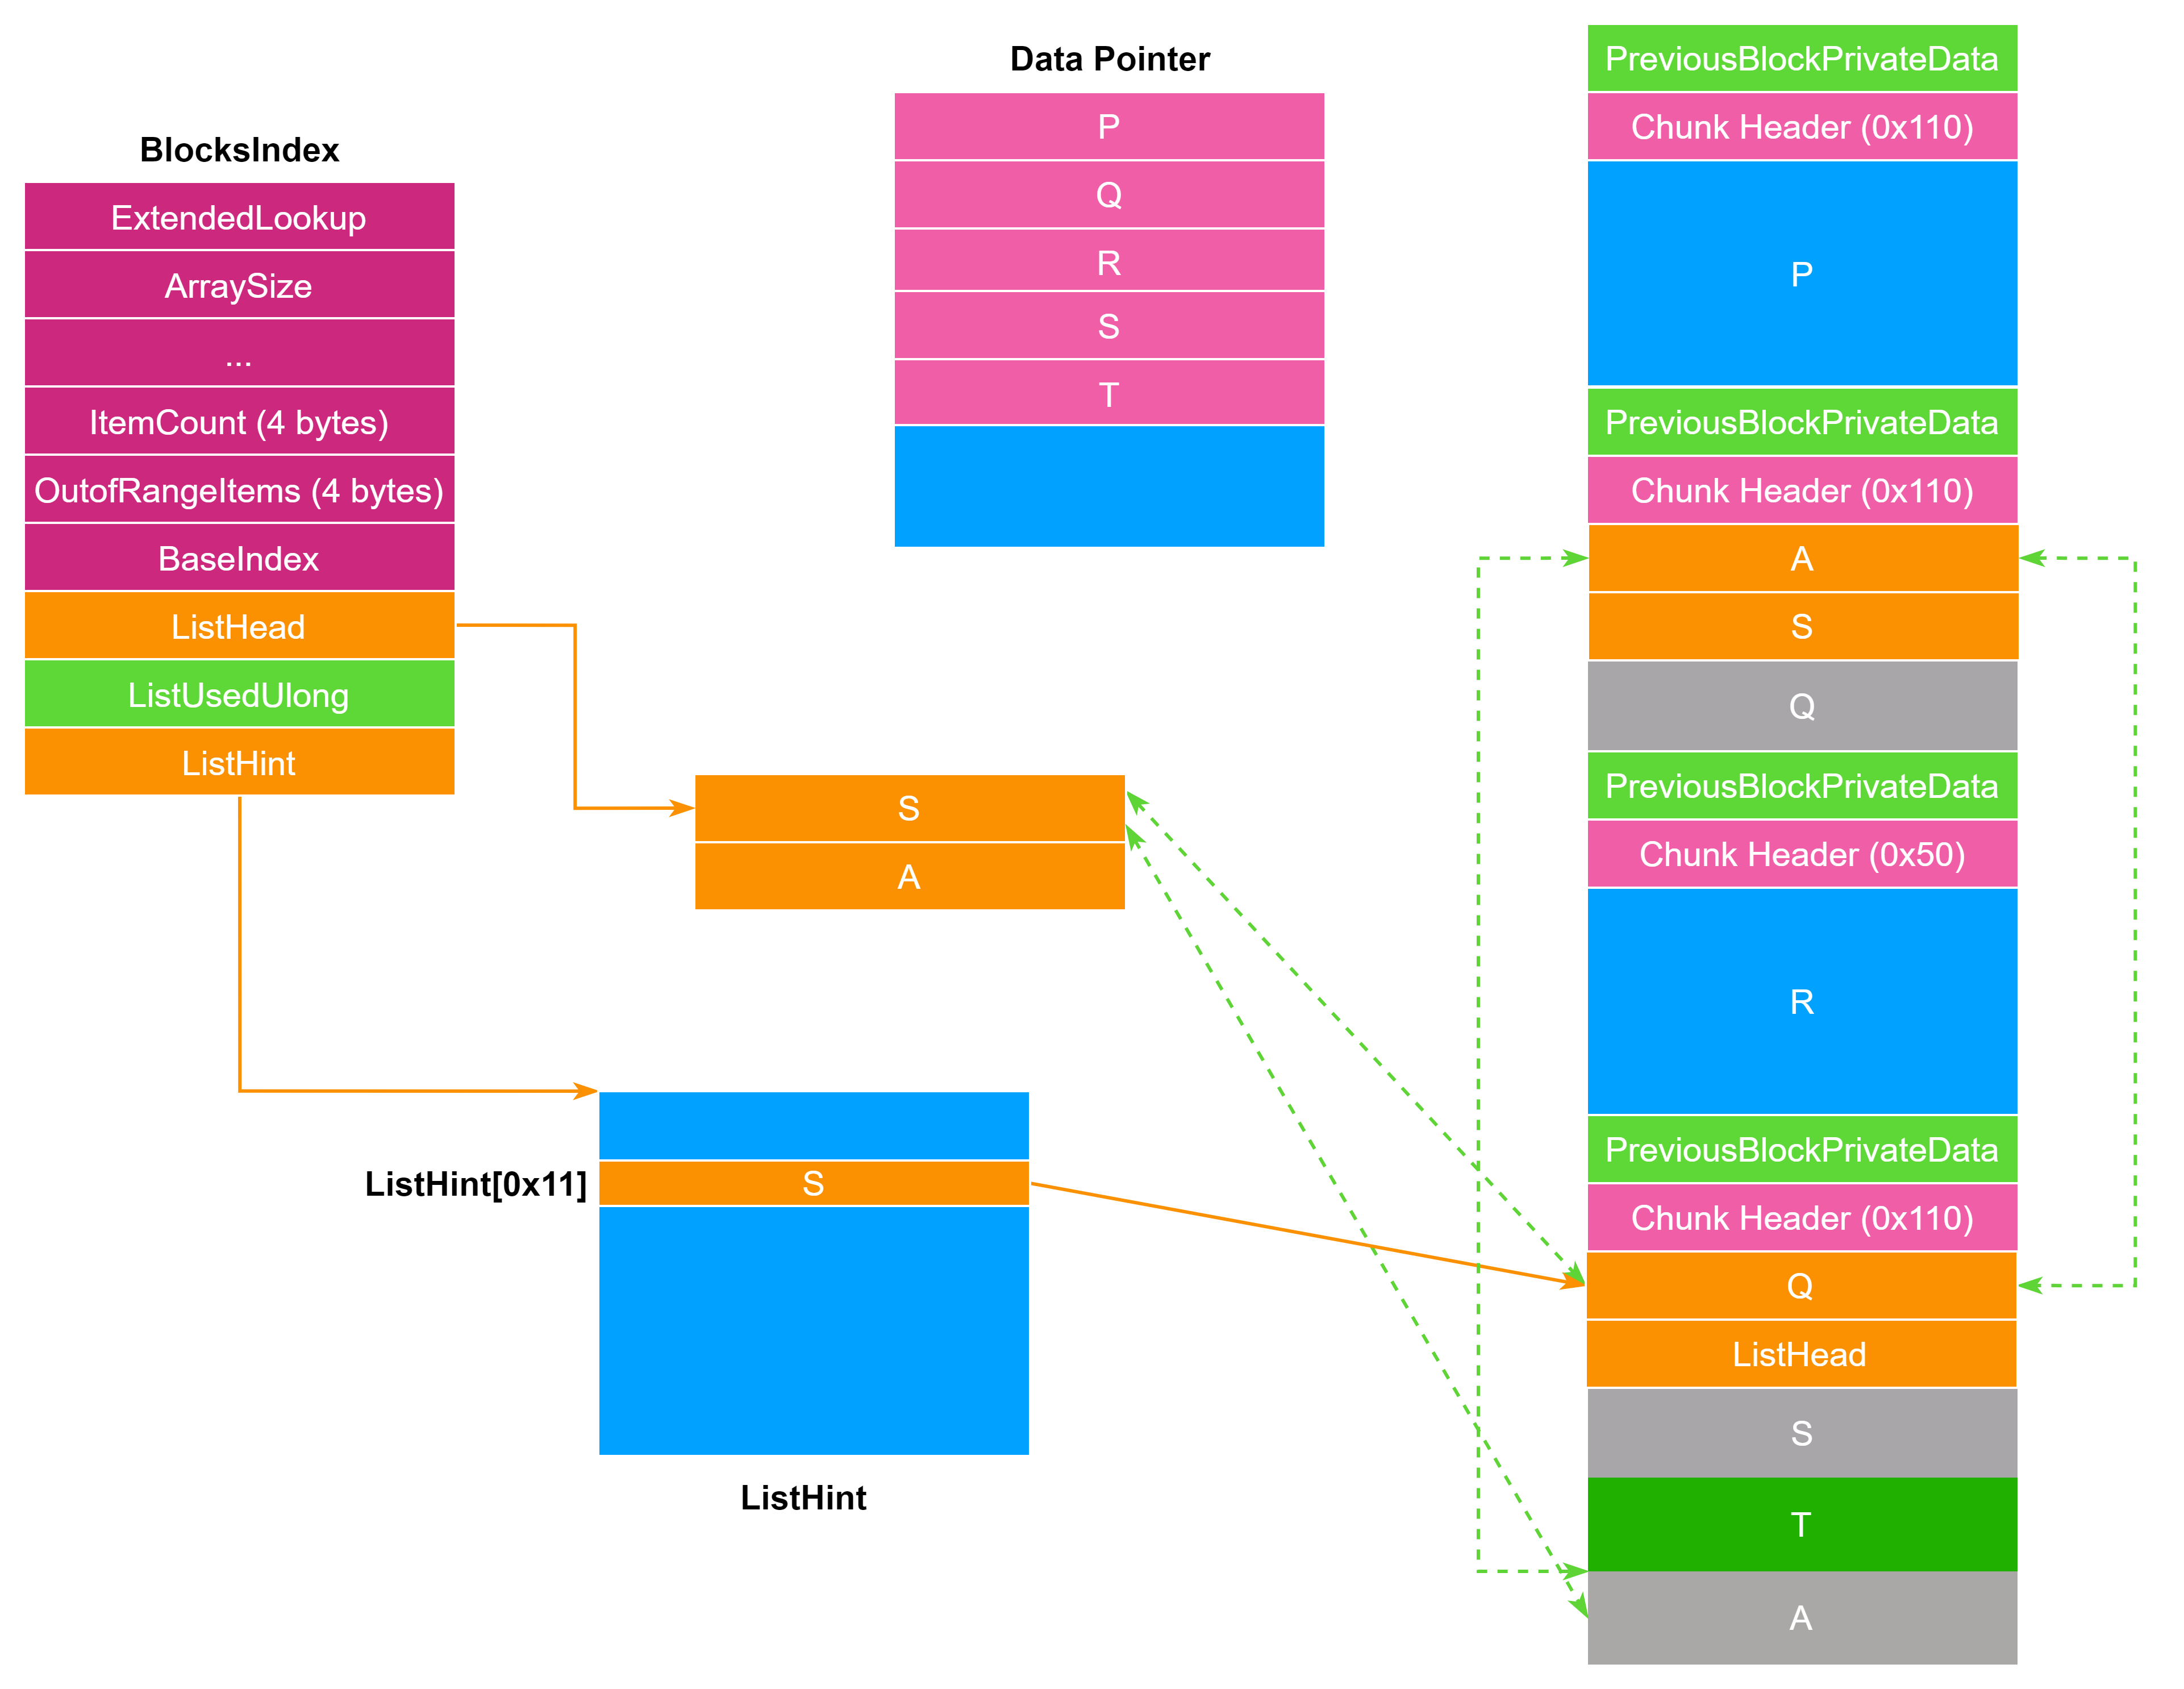 BlocksIndex
ExtendedLookup
ArraySize
...
ItemCount (4 bytes)
OutofRangeItems (4 bytes)
BaseIndex
ListHead
ListUsedUlong
ListHint
Data Pointer
P
Q
R
S
T
S
A
ListHint[0x11]
S
ListHint
PreviousBlockPrivateData
Chunk Header (0x110)
P
PreviousBlockPrivateData
Chunk Header (0x110)
A
S
Q
PreviousBlockPrivateData
Chunk Header (0x50)
R
PreviousBlockPrivateData
Chunk Header (0x110)
Q
ListHead
S
T
A